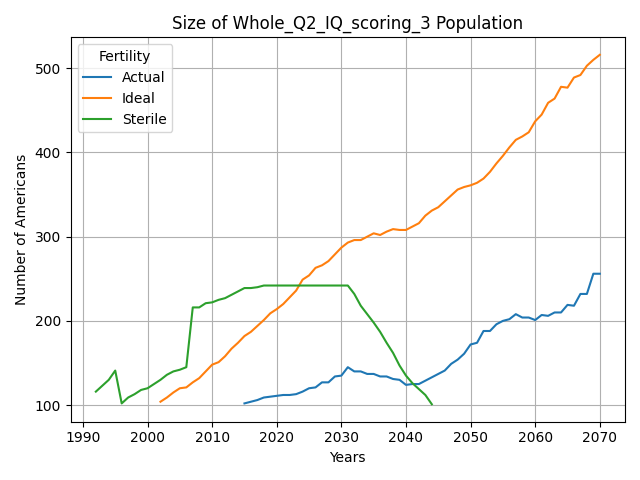 Size of Whole_Q2_IQ_scoring_3 Population
Fertility
Actual
Ideal
Sterile
Number of Americans
500
400
300
200
100
1990 2000 2010 2020 2030 2040 2050 2060 2070
Years